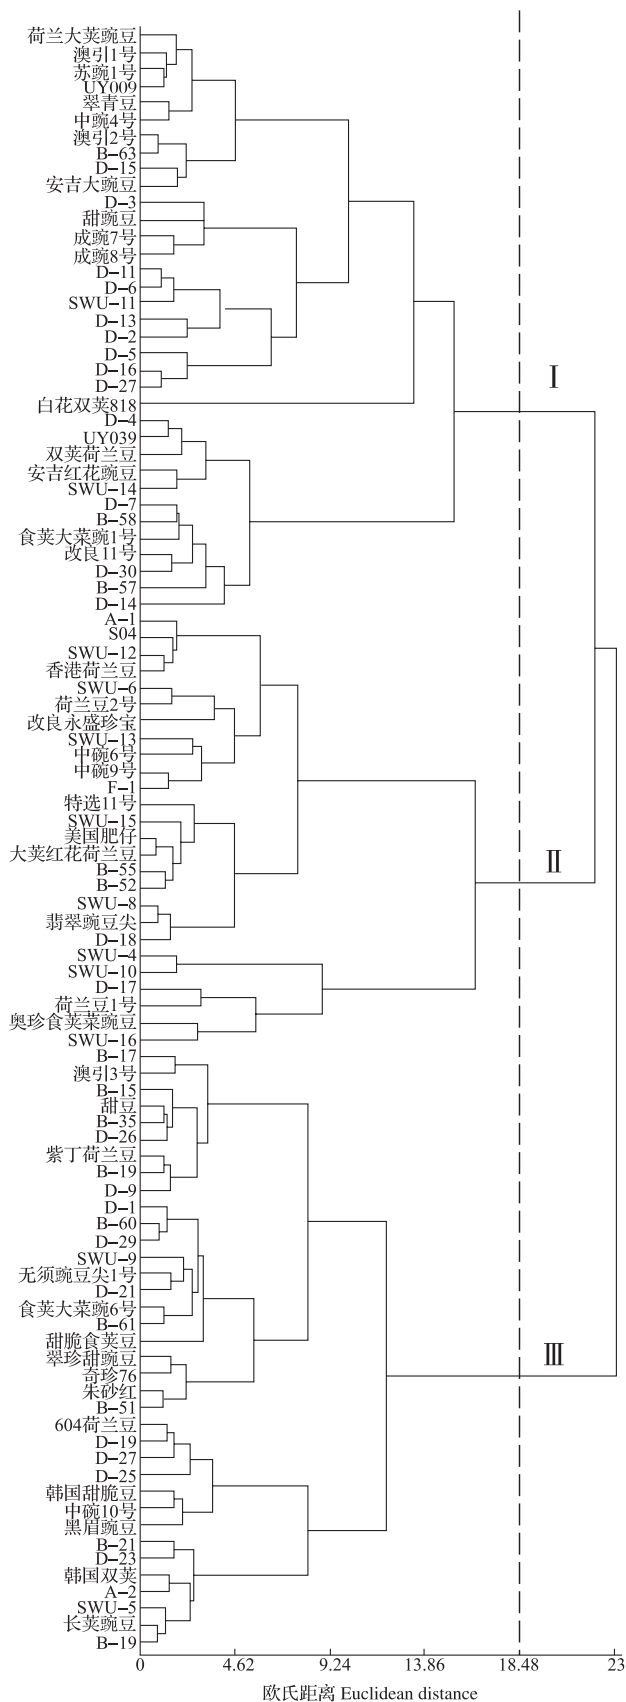 荷兰大荚豌豆
澳引1号
苏豌1号
UY009
翠青豆
中豌4号
澳引2号
B-63
D-15
安吉大豌豆
D-3
甜豌豆
成豌7号
成豌8号
D-11
D-6
SWU-11
D-13
D-2
D-5
D-16
D-27
白花双荚818
D-4
UY039
双荚荷兰豆
安吉红花豌豆
SWU-14
D-7
B-58
食荚大菜豌1号
改良11号
D-30
B-57
D-14
A-1
S04
SWU-12
香港荷兰豆
SWU-6
荷兰豆2号
改良永盛珍宝
SWU-13
中碗6号
中碗9号
F-1
特选11号
SWU-15
美国肥仔
大荚红花荷兰豆
B-55
B-52
SWU-8
翡翠豌豆尖
D-18
SWU-4
SWU-10
D-17
荷兰豆1号
奥珍食荚菜豌豆
SWU-16
B-17
澳引3号
B-15
甜豆
B-35
D-26
紫丁荷兰豆
B-19
D-9
D-1
B-60
D-29
SWU-9
无须豌豆尖1号
D-21
食荚大菜豌6号
B-61
甜脆食荚豆
翠珍甜豌豆
奇珍76
朱砂红
B-51
604荷兰豆
D-19
D-27
D-25
韩国甜脆豆
中碗10号
黑眉豌豆
B-21
D-23
韩国双荚
A-2
SWU-5
长荚豌豆
B-19
Ⅰ
Ⅱ
Ⅲ
0 4.62 9.24 13.86 18.48 23
欧氏距离 Euclidean distance